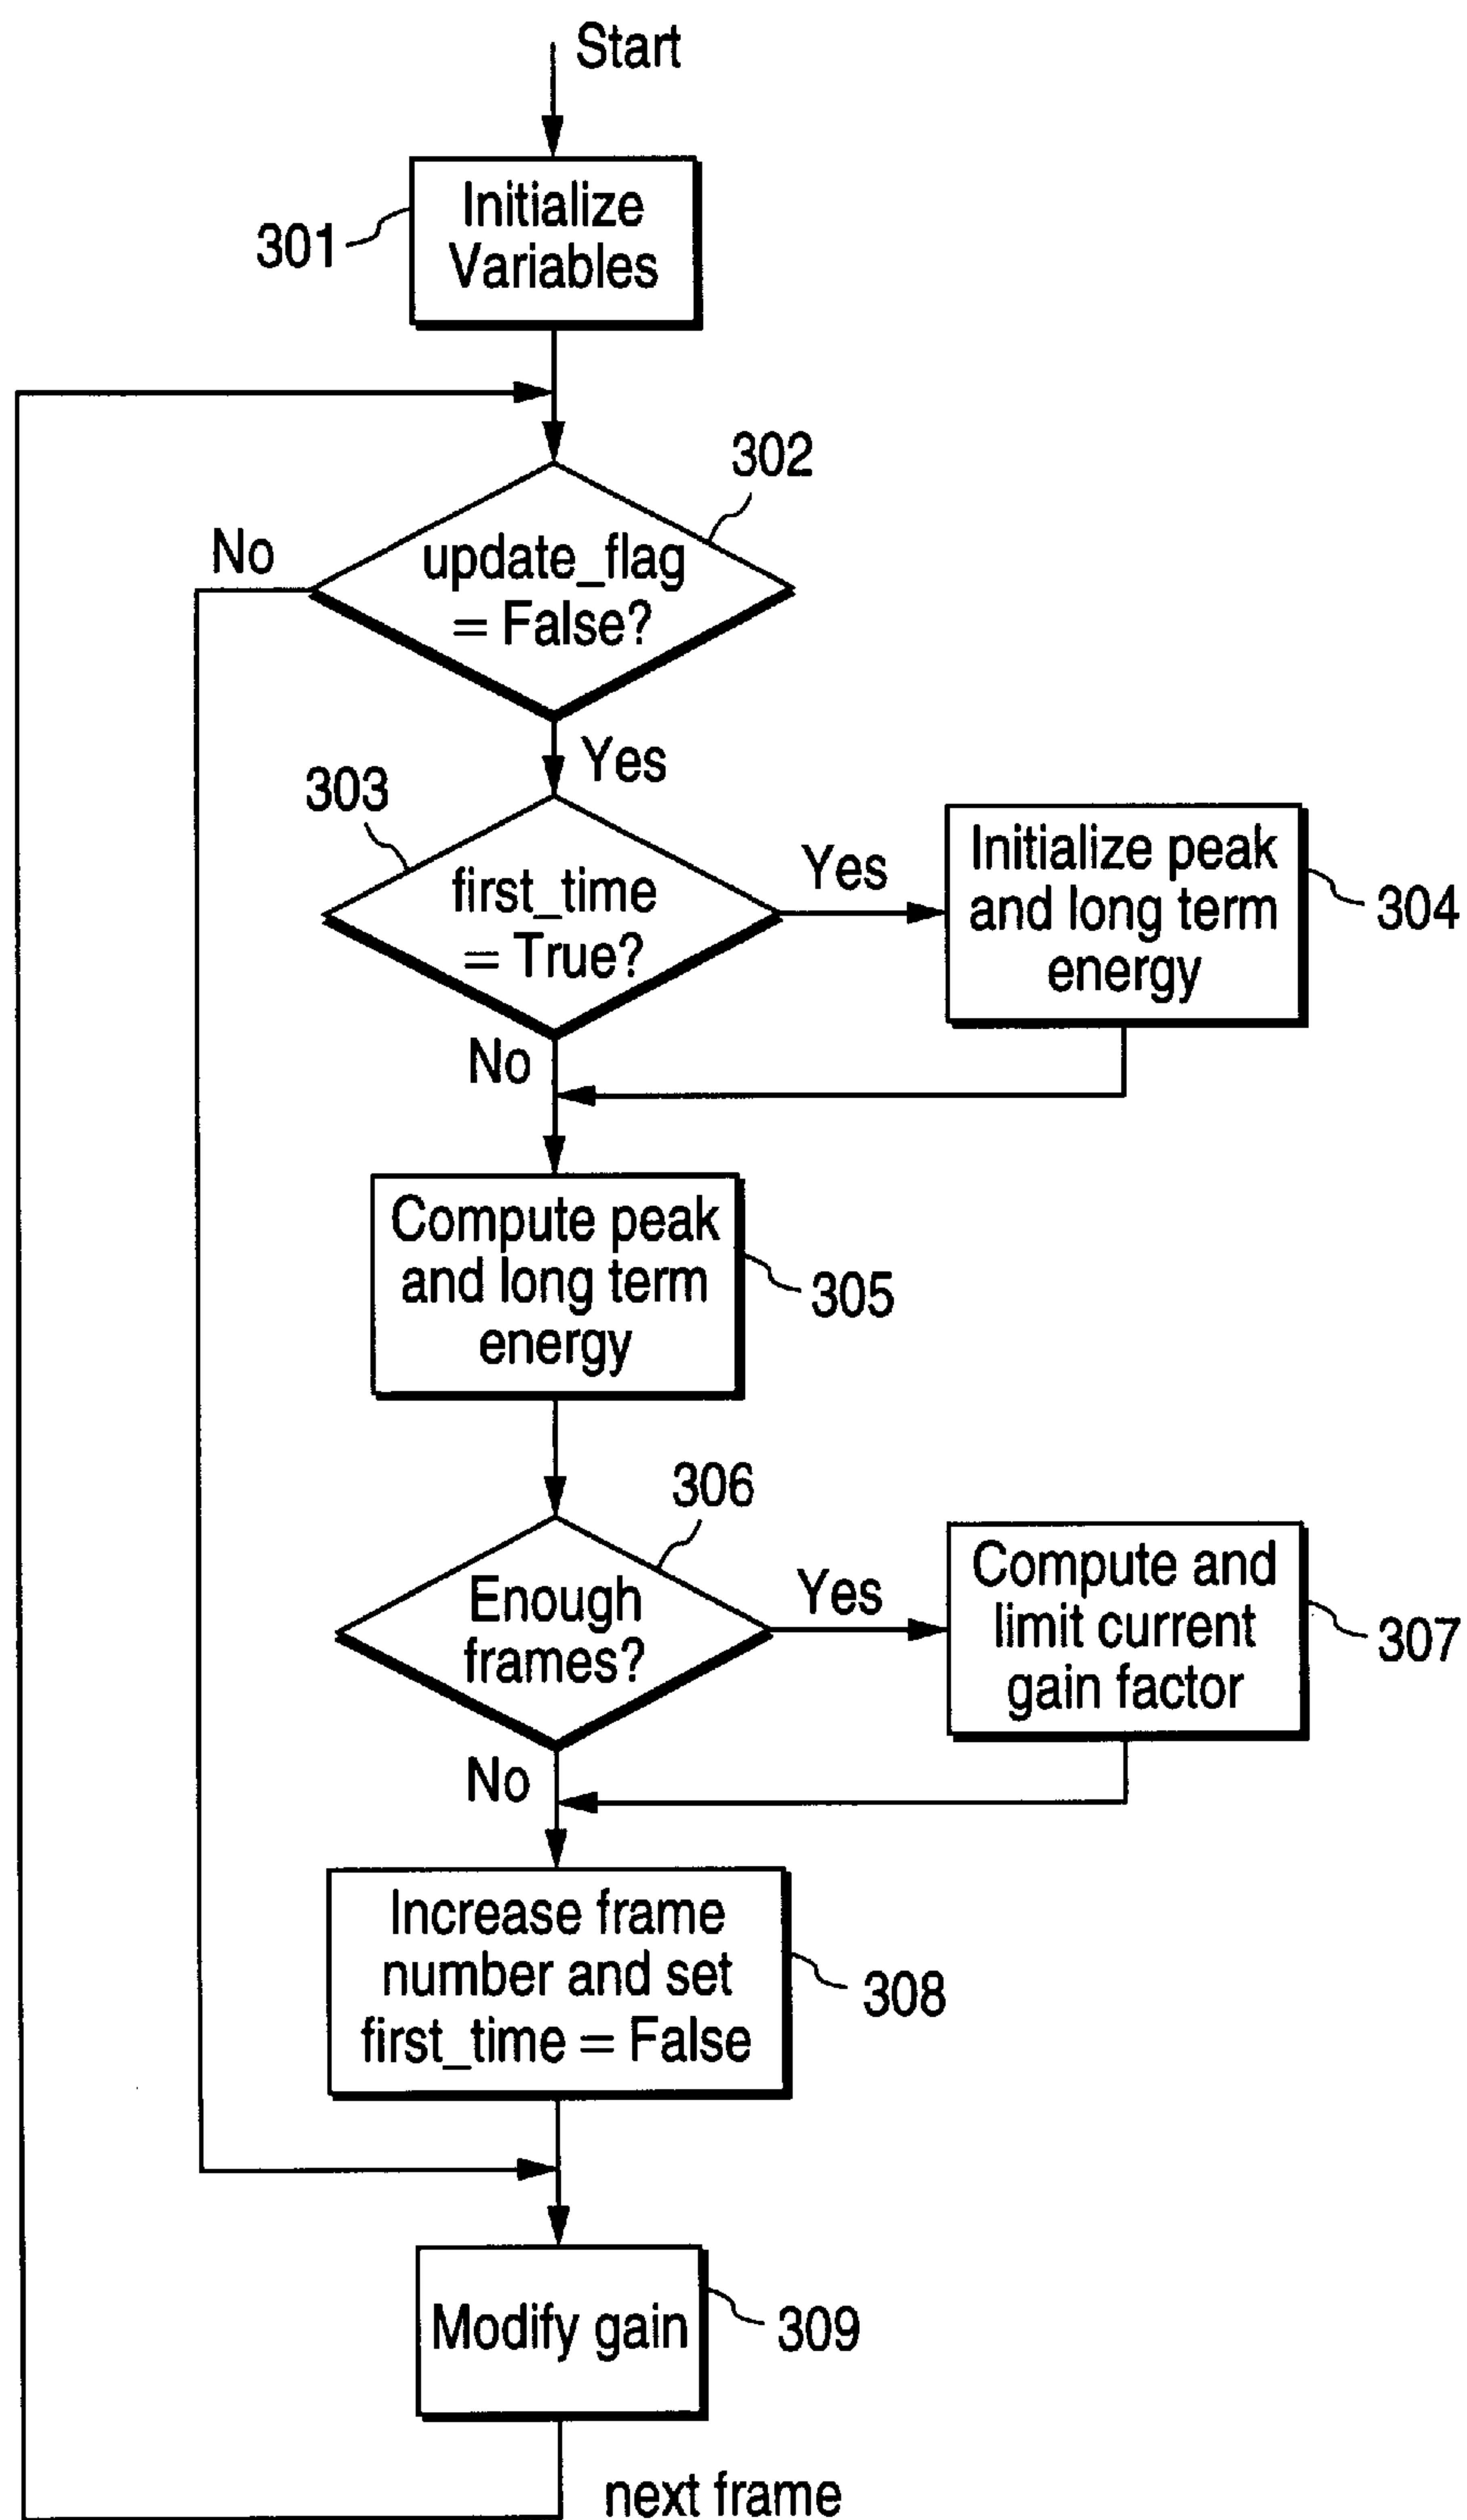 Start
Initialize
Variables
301
302
No
update_flag
= False?
Yes
303
first_time
= True?
Yes
Initialize peak
and long term
energy
304
No
Compute peak
and long term
energy
305
306
Enough
frames?
Yes
Compute and
limit current
gain factor
307
No
Increase frame
number and set
first_time = False
308
Modify gain
309
next frame